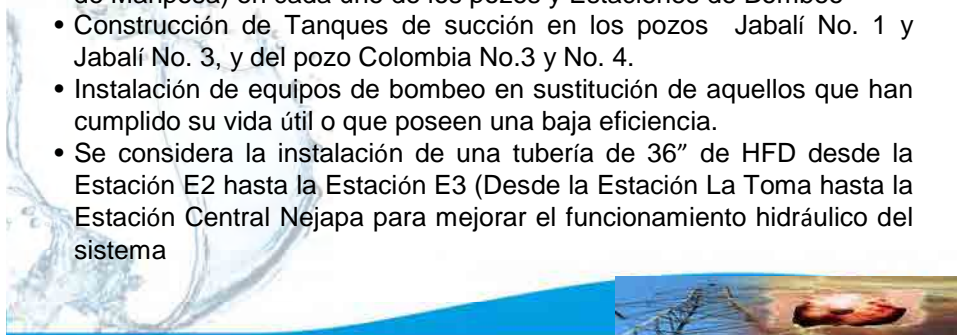 de Mariposa) en cada uno de los pozos y Estaciones de Bombeo
• Construcción de Tanques de succión en los pozos Jabalí No. 1 y
Jabalí No. 3, y del pozo Colombia No.3 y No. 4.
• Instalación de equipos de bombeo en sustitución de aquellos que han
cumplido su vida útil o que poseen una baja eficiencia.
• Se considera la instalación de una tubería de 36” de HFD desde la
Estación E2 hasta la Estación E3 (Desde la Estación La Toma hasta la
Estación Central Nejapa para mejorar el funcionamiento hidráulico del
sistema